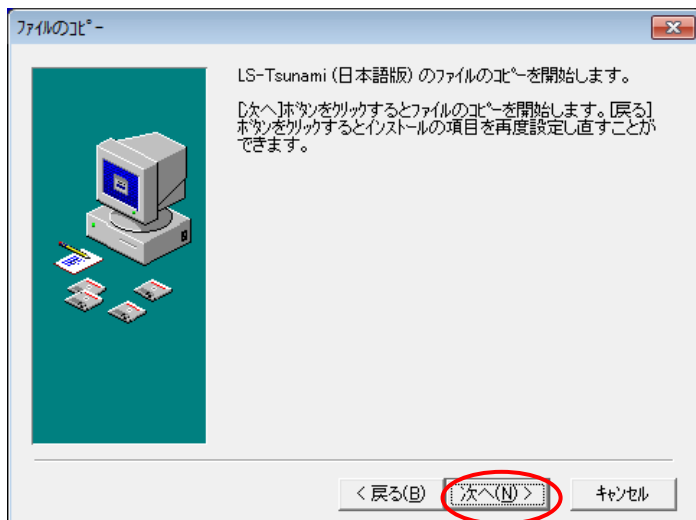 ﾌｧｲﾙのｺﾋﾟｰ
LS-Tsunami (日本語版) のﾌｧｲﾙのｺﾋﾟｰを開始します。
[次へ]ﾎﾞﾀﾝをｸﾘｯｸするとﾌｧｲﾙのｺﾋﾟｰを開始します。[戻る]
ﾎﾞﾀﾝをｸﾘｯｸするとｲﾝｽﾄｰﾙの項目を再度設定し直すことが
できます。
< 戻る(B)
次へ(N) >
ｷｬﾝｾﾙ